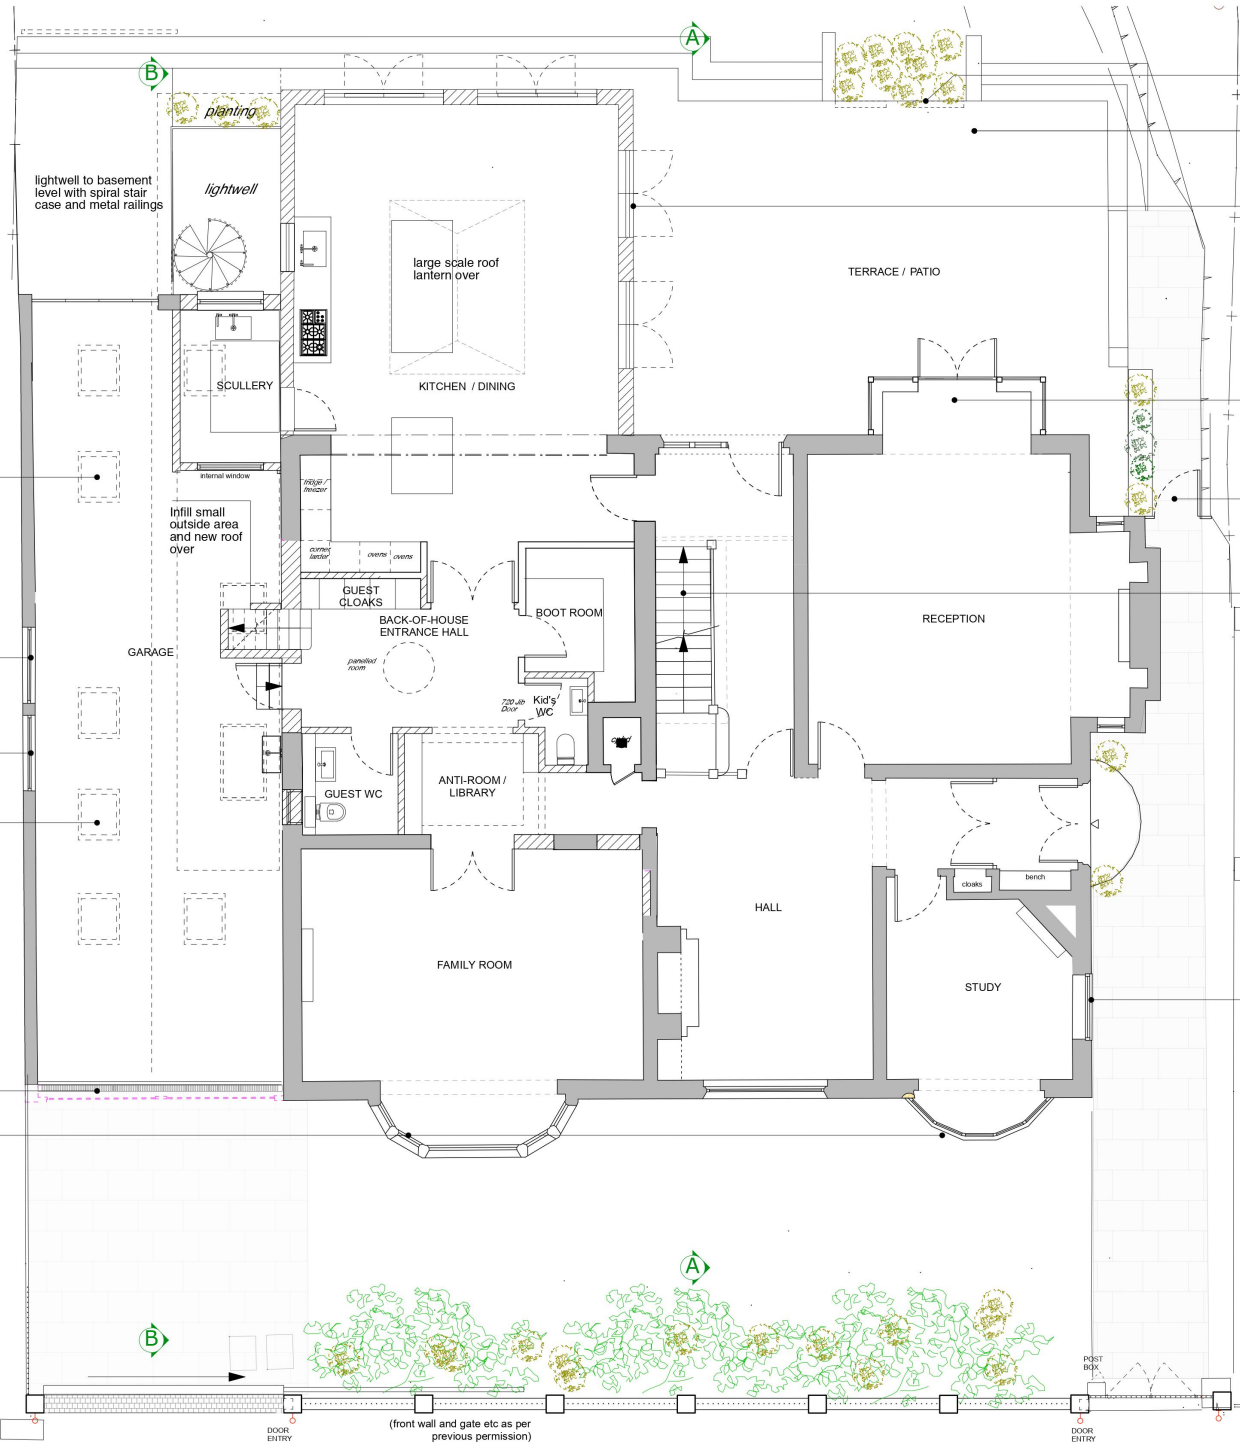 A
B
planting
lightwell to basement
level with spiral stair
case and metal railings
lightwell
large scale roof
lantern over
TERRACE / PATIO
SCULLERY
KITCHEN / DINING
internal window
fridge /
freezer
Infill small
outside area
and new roof
over
corner
larder
ovens
ovens
GUEST
CLOAKS
BACK-OF-HOUSE
ENTRANCE HALL
BOOT ROOM
RECEPTION
GARAGE
panelled
room
720 Jib
Door
Kid's
WC
cpbd
ANTI-ROOM /
LIBRARY
GUEST WC
cloaks
bench
HALL
FAMILY ROOM
STUDY
A
B
POST
BOX
DOOR
ENTRY
(front wall and gate etc as per
previous permission)
DOOR
ENTRY